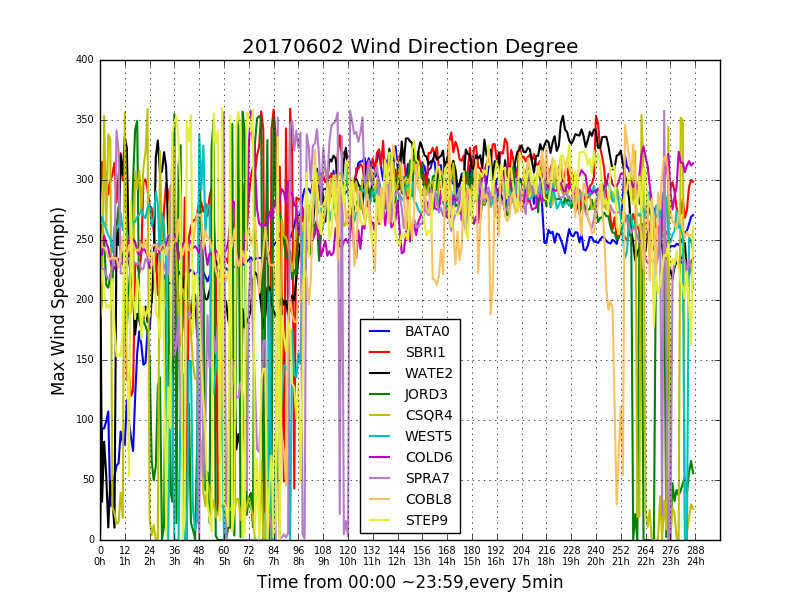 20170602 Wind Direction Degree
Max Wind Speed(mph)
400
350
300
250
200
150
100
50
0
BATA0
SBRI1
WATE2
JORD3
CSQR4
WEST5
COLD6
SPRA7
COBL8
STEP9
0 12 24 36 48 60 72 84 96 108 120 132 144 156 168 180 192 204 216 228 240 252 264 276 288
0h 1h 2h 3h 4h 5h 6h 7h 8h 9h 10h 11h 12h 13h 14h 15h 16h 17h 18h 19h 20h 21h 22h 23h 24h
Time from 00:00 ~23:59,every 5min